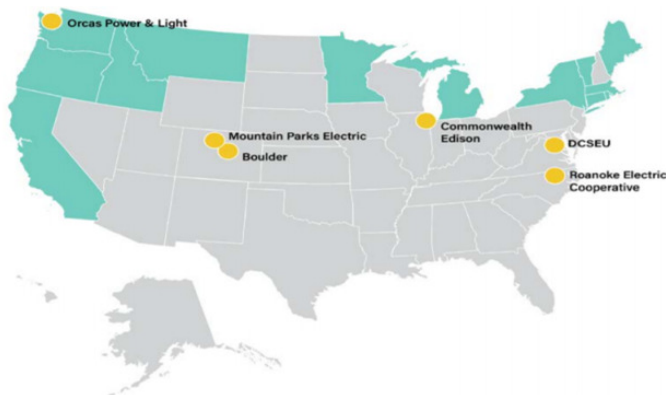 Orcas Power & Light
Mountain Parks Electric
Boulder
Commonwealth
Edison
DCSEU
Roanoke Electric
Cooperative